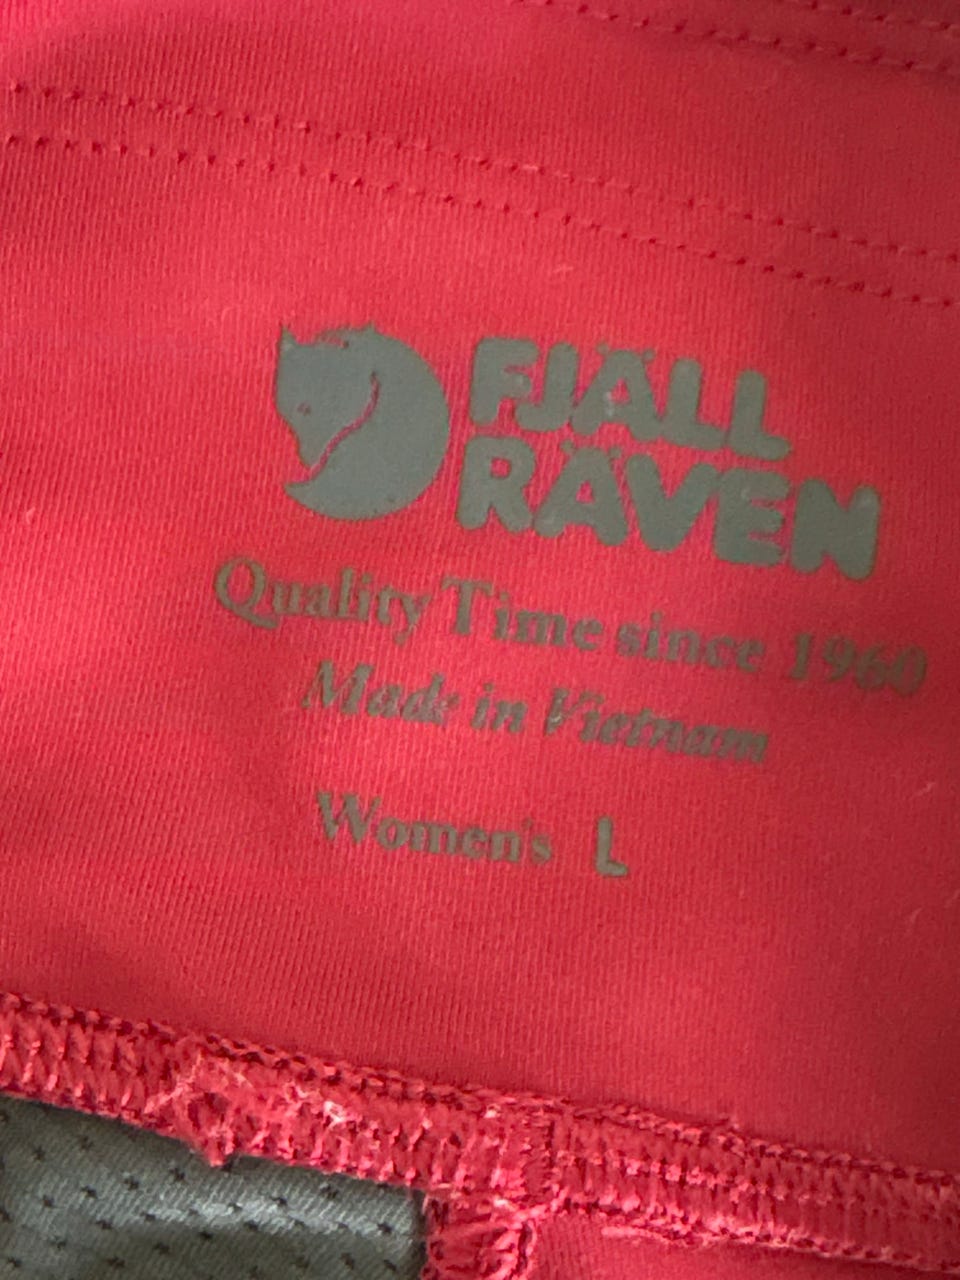 FJÄLL
RÄVEN
Quality Time since 1960
Made in Vietnam
Women's L